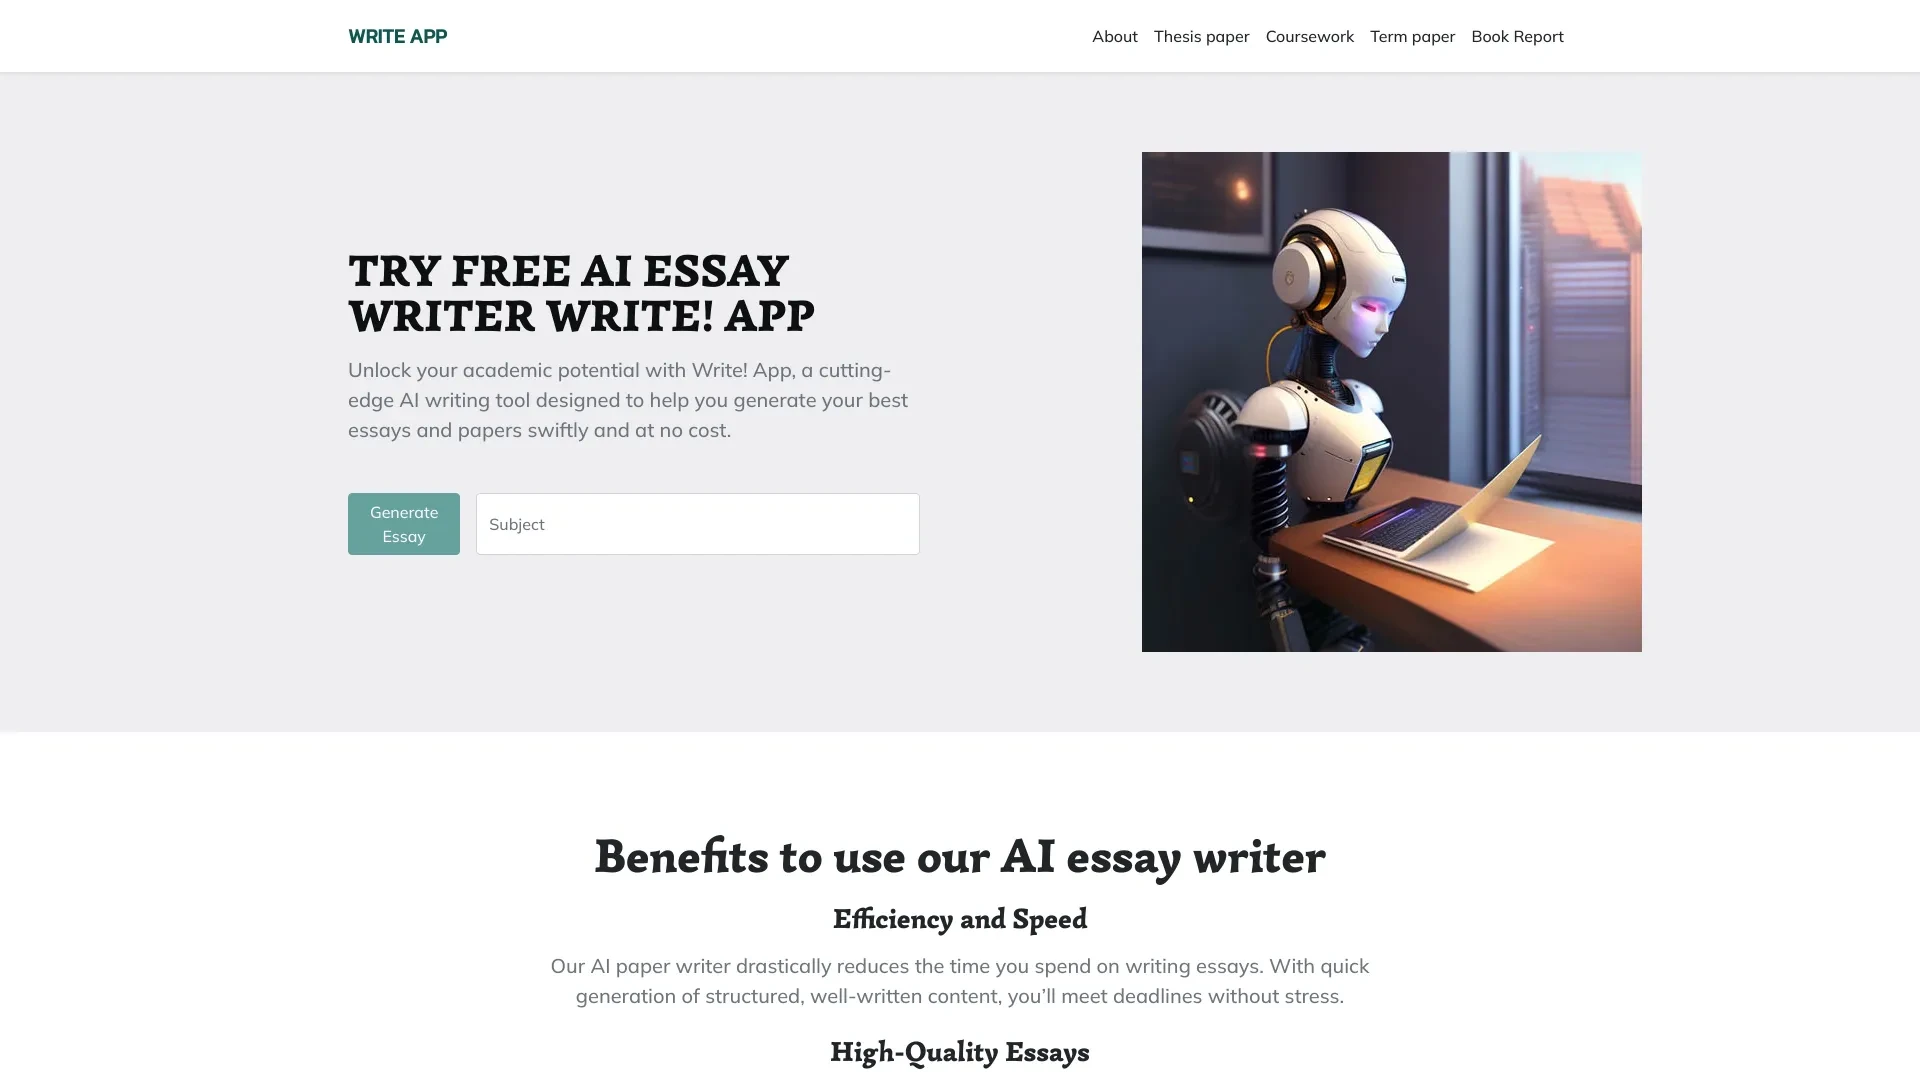 WRITE APP
About Thesis paper Coursework Term paper Book Report
TRY FREE AI ESSAY
WRITER WRITE! APP
Unlock your academic potential with Write! App, a cutting-
edge AI writing tool designed to help you generate your best
essays and papers swiftly and at no cost.
Generate
Essay
Subject
Benefits to use our AI essay writer
Efficiency and Speed
Our AI paper writer drastically reduces the time you spend on writing essays. With quick
generation of structured, well-written content, you’ll meet deadlines without stress.
High-Quality Essays